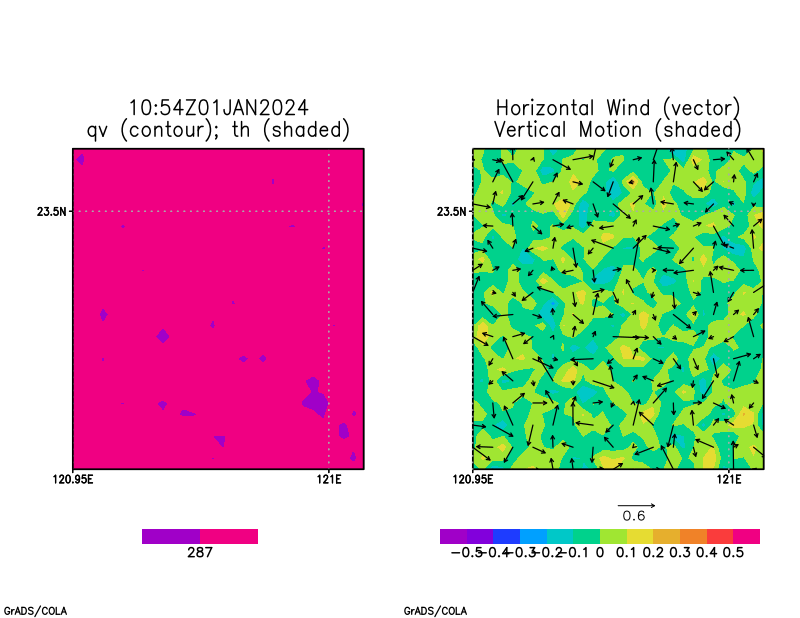 10:54Z01JAN2024
qv (contour); th (shaded)
23.5N
120.95E 121E
287
GrADS/COLA
Horizontal Wind (vector)
Vertical Motion (shaded)
23.5N
120.95E 121E
0.6
-0.5-0.4-0.3-0.2-0.1 0 0.1 0.2 0.3 0.4 0.5
GrADS/COLA